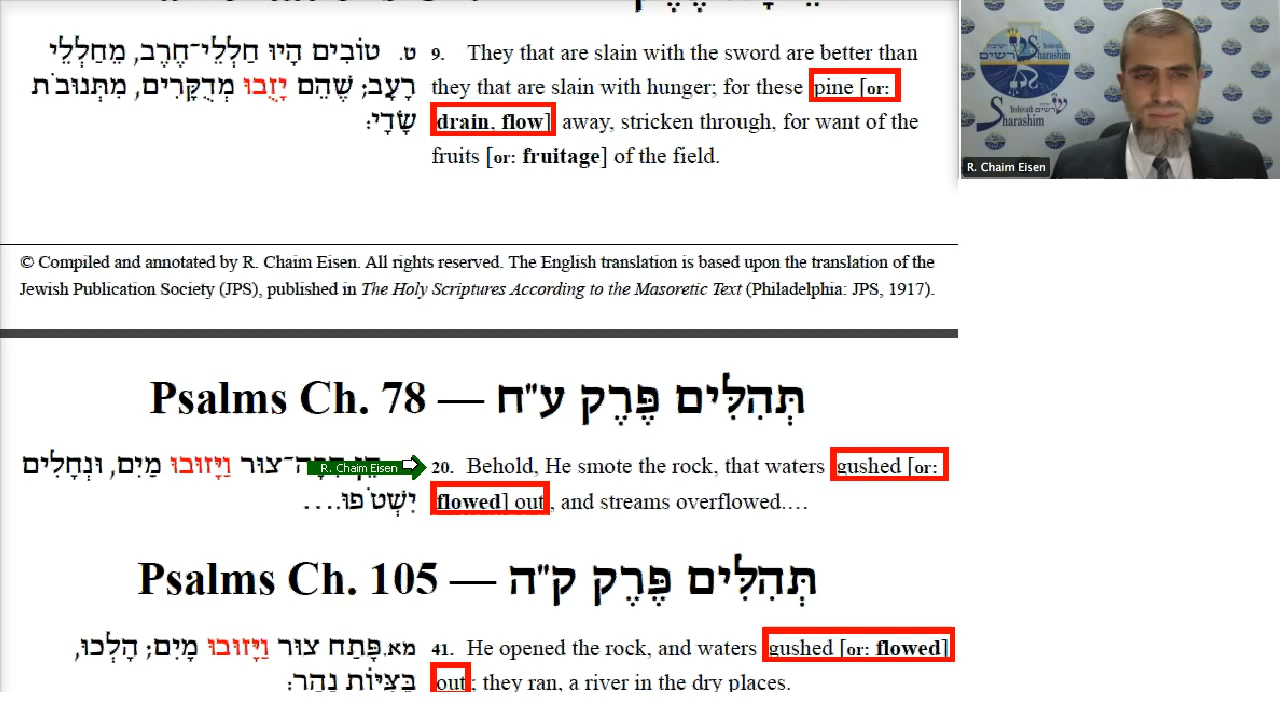 ט. טוֹבִים הָיוּ חַלְלֵי־חֶרֶב, מֵחַלְלֵי
רָעָב; שֶׁהֵם יָזֻבוּ מְדֻקָּרִים, מִתְּנוּבֹת
שָׂדָי:
9. They that are slain with the sword are better than
they that are slain with hunger; for these pine [or:
drain, flow] away, stricken through, for want of the
fruits [or: fruitage] of the field.
© Compiled and annotated by R. Chaim Eisen. All rights reserved. The English translation is based upon the translation of the
Jewish Publication Society (JPS), published in The Holy Scriptures According to the Masoretic Text (Philadelphia: JPS, 1917).
Psalms Ch. 78 — תְּהִלִּים פֶּרֶק ע"ח
צוּר וַיָּזוּבוּ מַיִם, וּנְחָלִים
יִשְׁטֹפוּ....
R. Chaim Eisen
20. Behold, He smote the rock, that waters gushed [or:
flowed] out, and streams overflowed....
Psalms Ch. 105 — תְּהִלִּים פֶּרֶק ק"ה
מא. פָּתַח צוּר וַיָּזוּבוּ מָיִם; הָלְכוּ,
בַּצִּיּוֹת נָהָר:
41. He opened the rock, and waters gushed [or: flowed]
out; they ran, a river in the dry places.
Yeshivath
Sharashim
ישיבת
שרשים
Yeshivath
Sharashim
R. Chaim Eisen